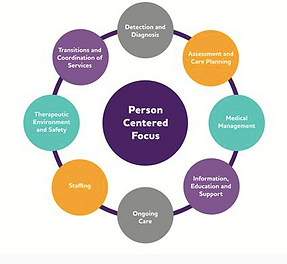 Detection and
Diagnosis
Assessment and
Care Planning
Medical
Management
Information,
Education and
Support
Ongoing
Care
Staffing
Therapeutic
Environment
and Safety
Transitions and
Coordination of
Services
Person
Centered
Focus